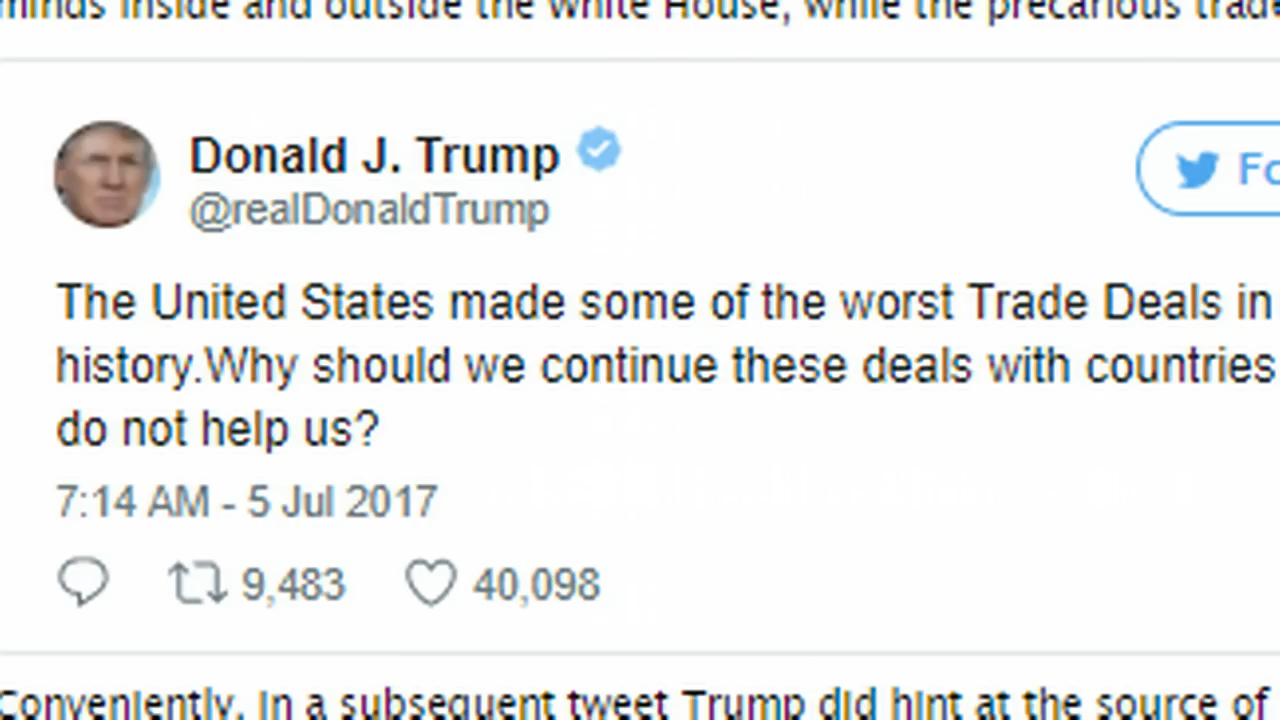 minds inside and outside the White House, while the precarious trade
Donald J. Trump
@realDonaldTrump
Fo
The United States made some of the worst Trade Deals in
history.Why should we continue these deals with countries
do not help us?
7:14 AM - 5 Jul 2017
9,483 40,098
Conveniently, in a subsequent tweet Trump did hint at the source of